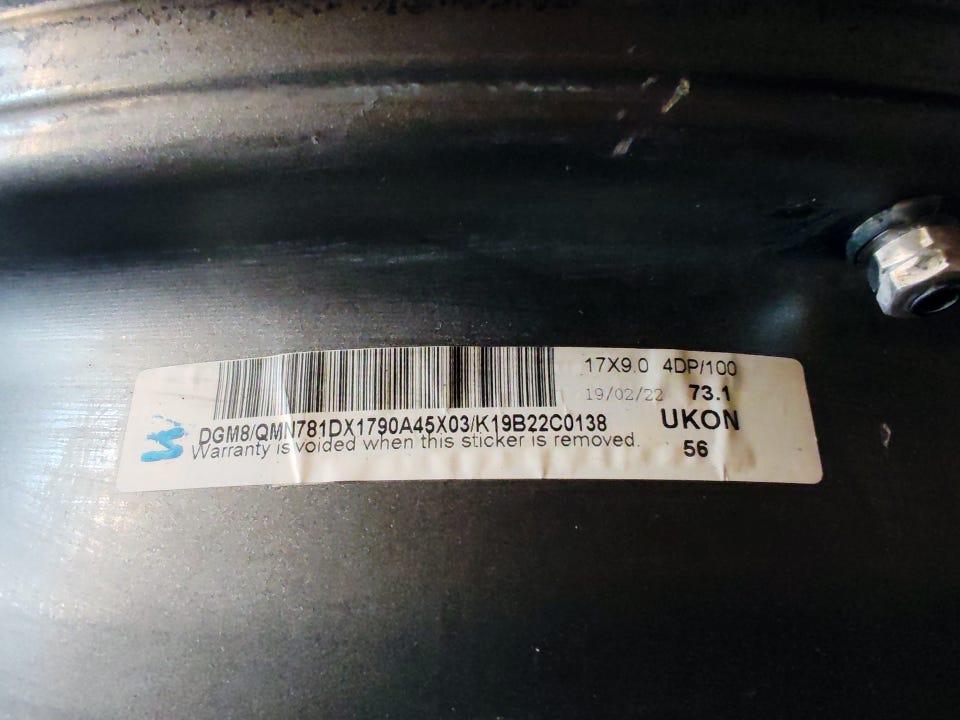 17X9.0 4DP/100
19/02/22 73.1
DGM8/QMN781DX1790A45X03/K19B22C0138 UKON
Warranty is voided when this sticker is removed. 56